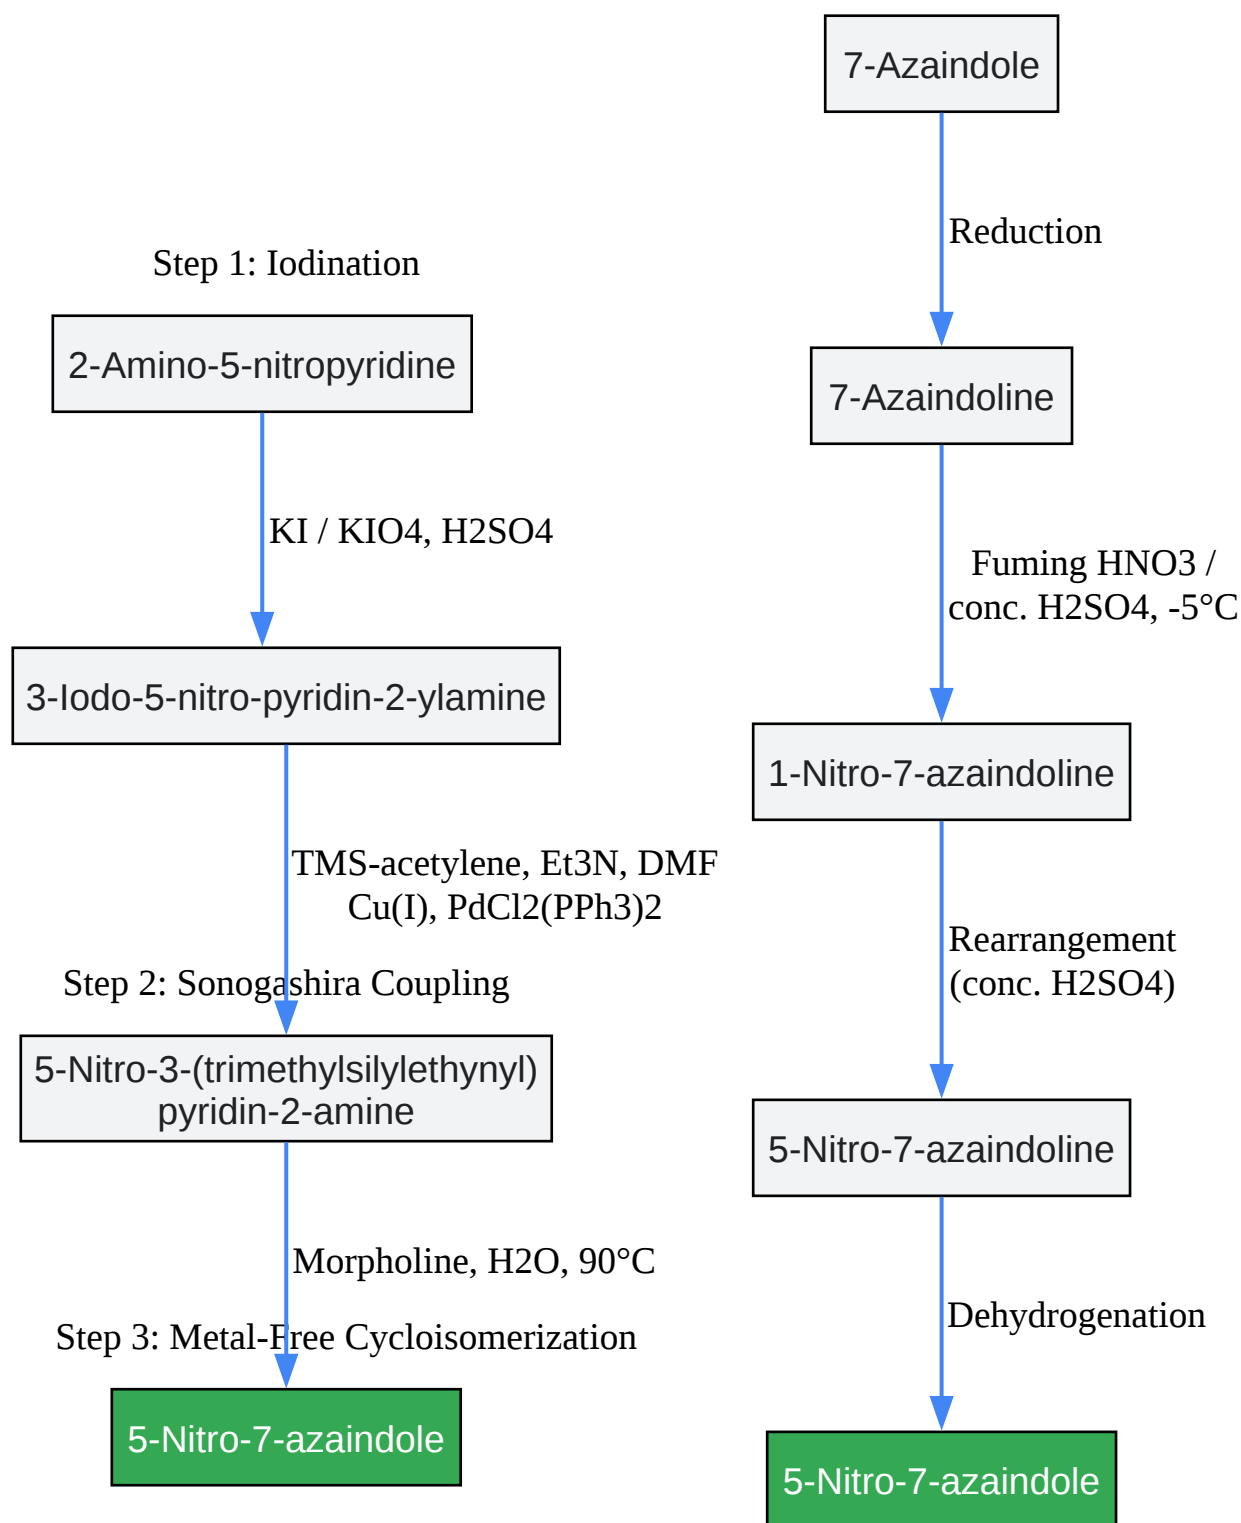 Step 1: Iodination
2-Amino-5-nitropyridine
KI / KIO4, H2SO4
3-Iodo-5-nitro-pyridin-2-ylamine
TMS-acetylene, Et3N, DMF
Cu(I), PdCl2(PPh3)2
Step 2: Sonogashira Coupling
5-Nitro-3-(trimethylsilylethynyl)
pyridin-2-amine
Morpholine, H2O, 90°C
Step 3: Metal-Free Cycloisomerization
5-Nitro-7-azaindole
7-Azaindole
Reduction
7-Azaindoline
Fuming HNO3 /
conc. H2SO4, -5°C
1-Nitro-7-azaindoline
Rearrangement
(conc. H2SO4)
5-Nitro-7-azaindoline
Dehydrogenation
5-Nitro-7-azaindole